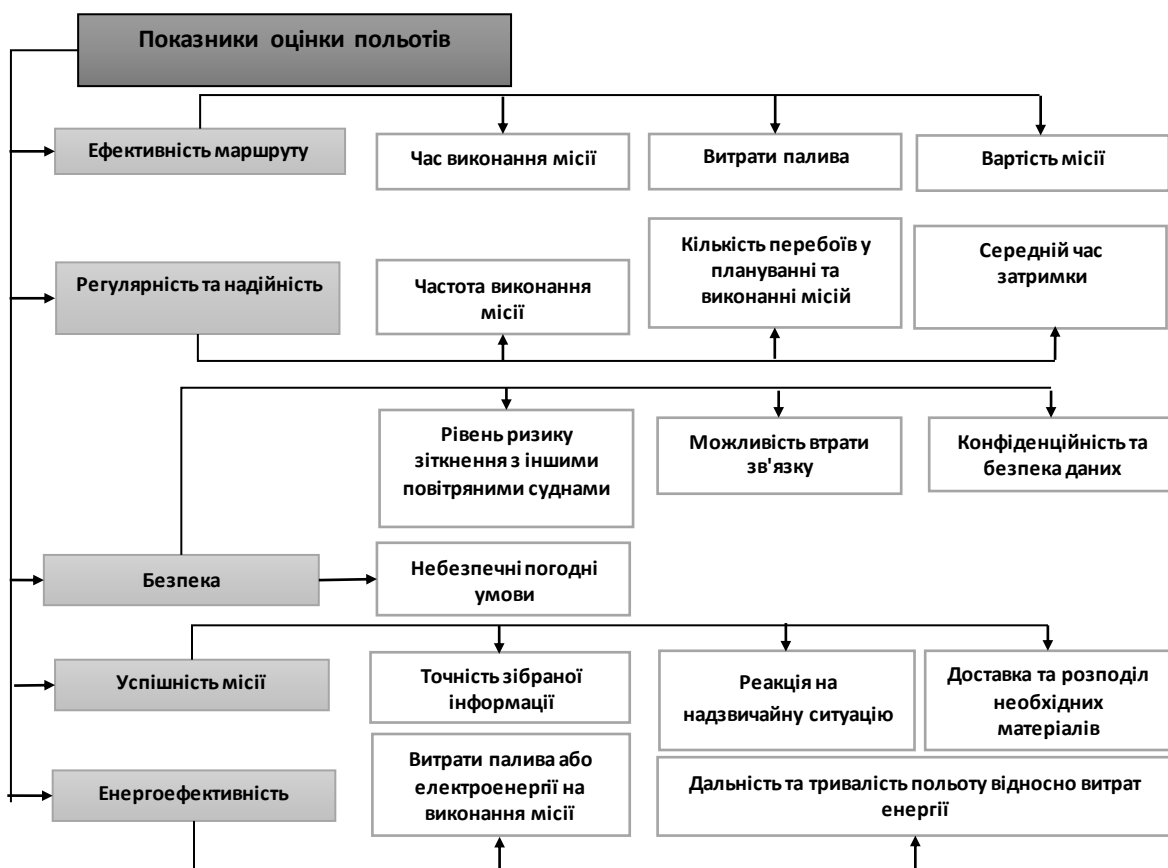 Показники оцінки польотів
Ефективність маршруту
Час виконання місії
Витрати палива
Вартість місії
Регулярність та надійність
Частота виконання
місії
Кількість перебоїв у
плануванні та
виконанні місій
Середній час
затримки
Рівень ризику
зіткнення з іншими
повітряними суднами
Можливість втрати
зв'язку
Конфіденційність та
безпека даних
Безпека
Небезпечні погодні
умови
Успішність місії
Точність зібраної
інформації
Реакція на
надзвичайну ситуацію
Доставка та розподіл
необхідних
матеріалів
Енергоефективність
Витрати палива або
електроенергії на
виконання місії
Дальність та тривалість польоту відносно витрат
енергії